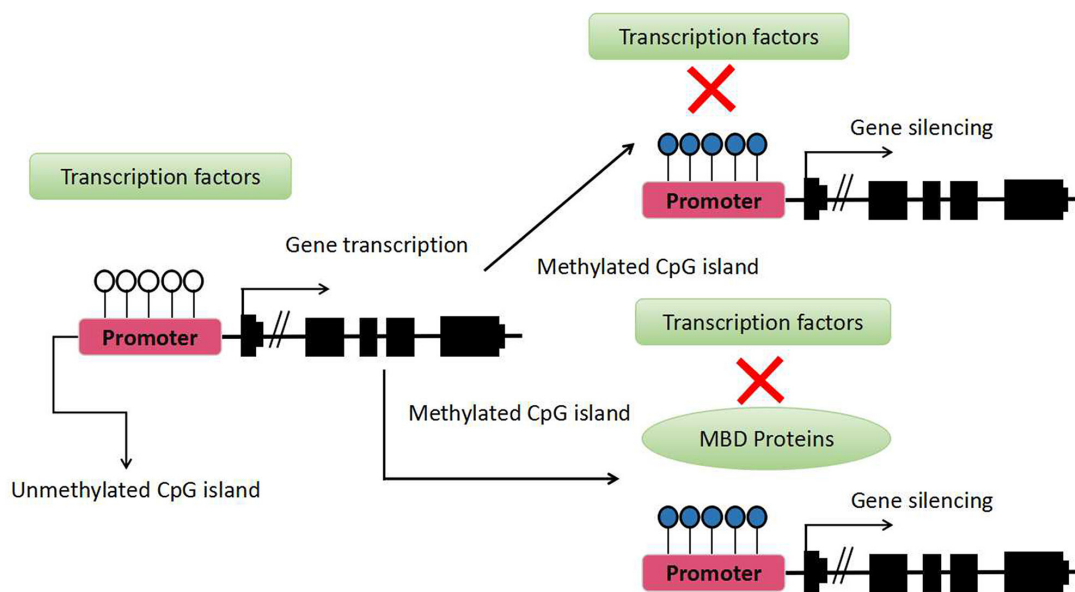 Transcription factors
Gene silencing
Promoter
Transcription factors
Gene transcription
Methylated CpG island
Promoter
Unmethylated CpG island
Methylated CpG island
Transcription factors
MBD Proteins
Gene silencing
Promoter